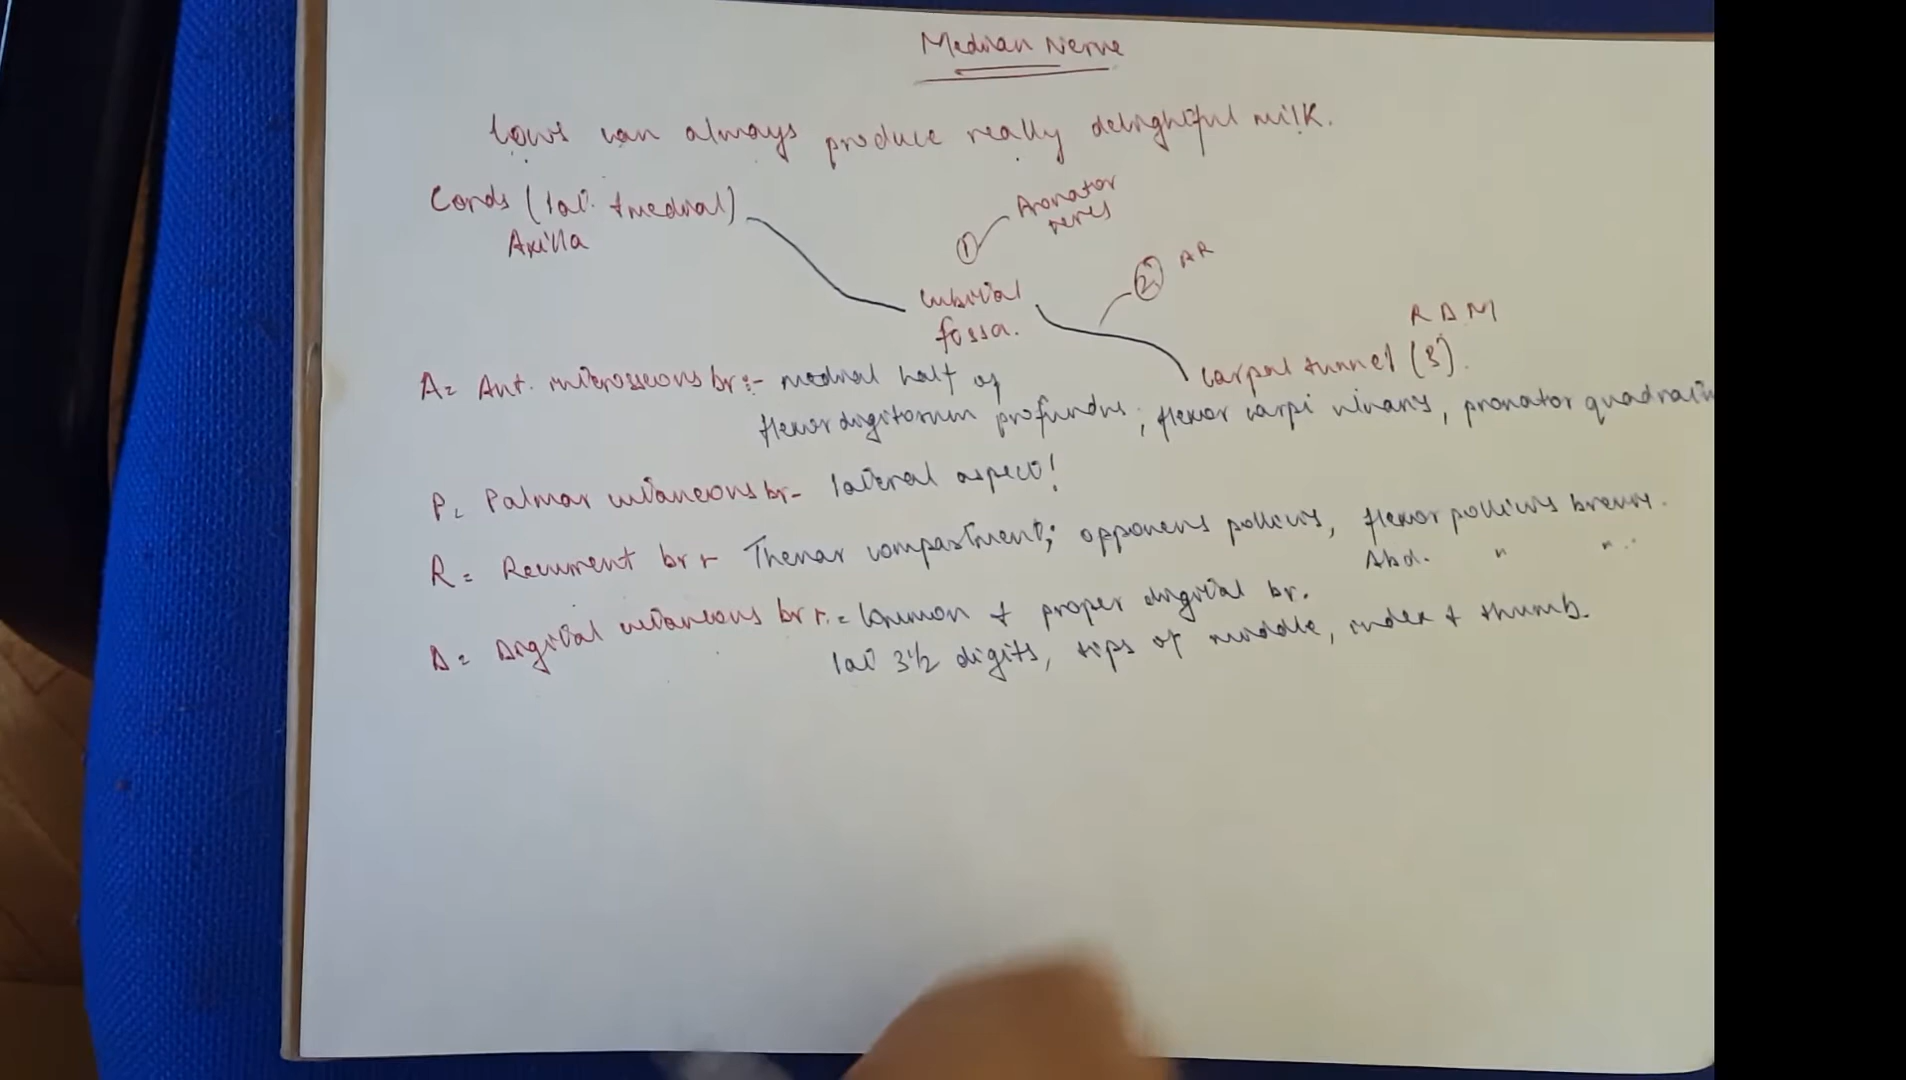 Median Nerve
Cows can always produce really delightful milk.
Cords (lat. + medial)
Axilla
① Pronator
teres
② AR
Cubital
fossa.
RDM
Carpal tunnel (3).
A= Ant. interosseous br:- medial half of
flexor digitorum profundus; flexor carpi ulnaris, pronator quadratus
P= Palmar cutaneous br- lateral aspect!
R= Recurrent br r Thenar compartment; opponens pollicis, flexor pollicis brevis.
Abd. " "
D= Digital cutaneous br r.= Common + proper digital br.
lat 3½ digits, tips of middle, index + thumb.